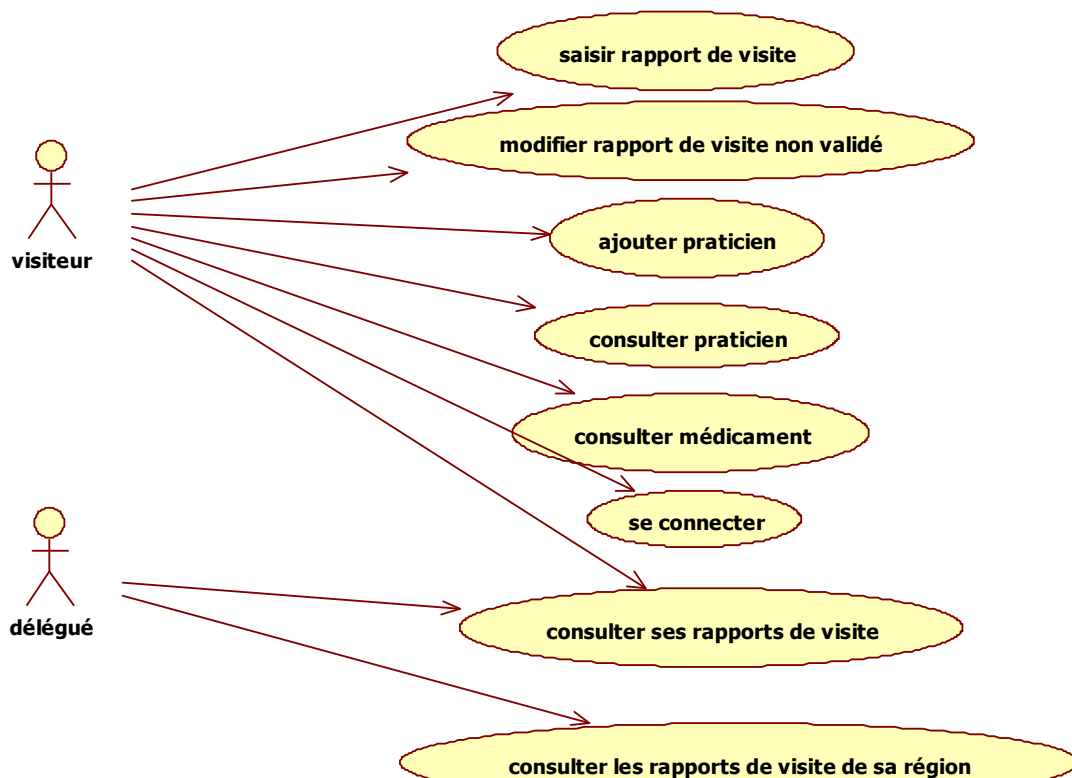 saisir rapport de visite
modifier rapport de visite non validé
visiteur
ajouter praticien
consulter praticien
consulter médicament
se connecter
délégué
consulter ses rapports de visite
consulter les rapports de visite de sa région